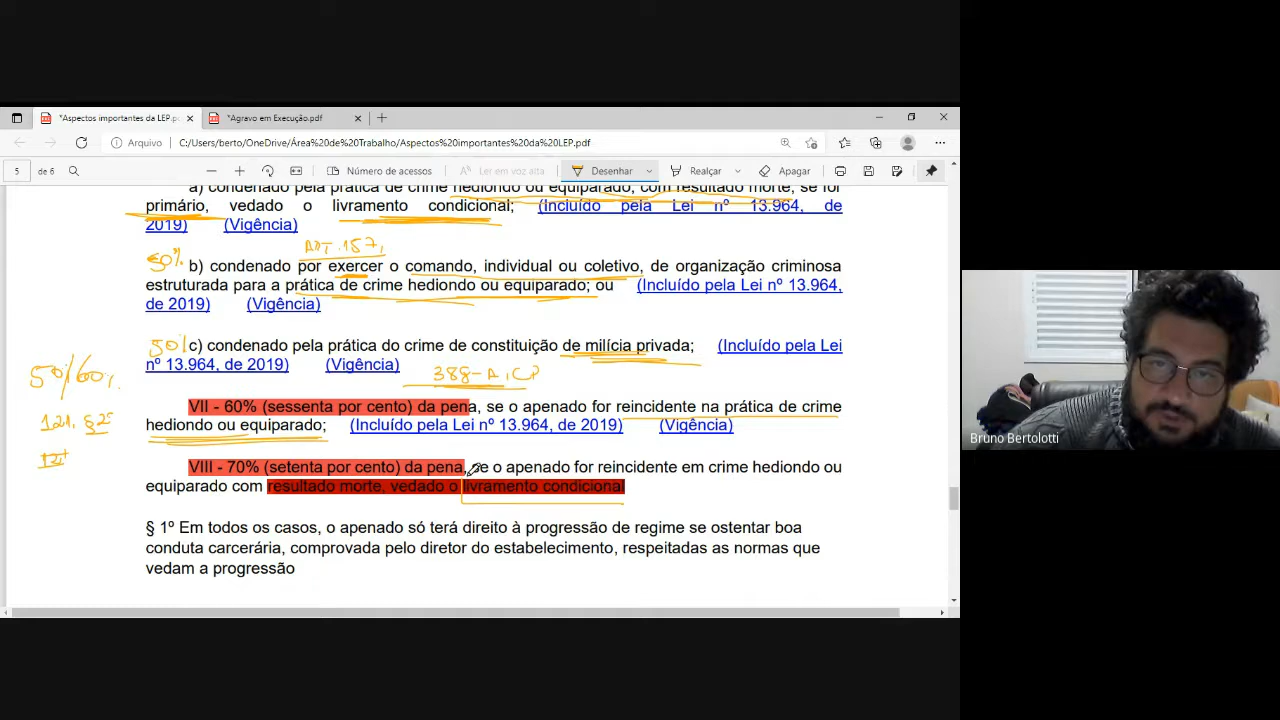 *Aspectos importantes da LEP.pdf
*Agravo em Execução.pdf
Arquivo
C:/Users/berto/OneDrive/Área%20de%20Trabalho/Aspectos%20importantes%20da%20LEP.pdf
5 de 6
Número de acessos
Ler em voz alta
Desenhar
Realçar
Apagar
a) condenado pela prática de crime hediondo ou equiparado, com resultado morte, se for
primário, vedado o livramento condicional; (Incluído pela Lei nº 13.964, de
2019) (Vigência)
ART. 157,
50% b) condenado por exercer o comando, individual ou coletivo, de organização criminosa
estruturada para a prática de crime hediondo ou equiparado; ou (Incluído pela Lei nº 13.964,
de 2019) (Vigência)
50% c) condenado pela prática do crime de constituição de milícia privada; (Incluído pela Lei
nº 13.964, de 2019) (Vigência)
388-A, CP
50%/60%.
VII - 60% (sessenta por cento) da pena, se o apenado for reincidente na prática de crime
121, §2º
hediondo ou equiparado; (Incluído pela Lei nº 13.964, de 2019) (Vigência)
VIII - 70% (setenta por cento) da pena, se o apenado for reincidente em crime hediondo ou
equiparado com resultado morte, vedado o livramento condicional
§ 1º Em todos os casos, o apenado só terá direito à progressão de regime se ostentar boa
conduta carcerária, comprovada pelo diretor do estabelecimento, respeitadas as normas que
vedam a progressão
Bruno Bertolotti